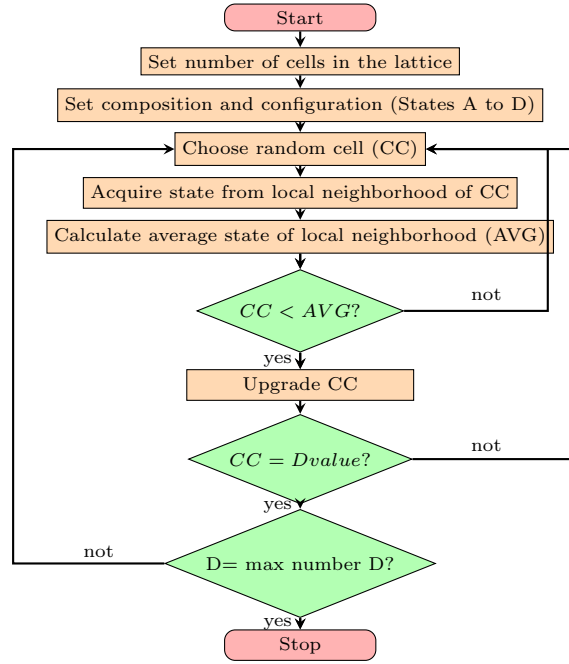 Start
Set number of cells in the lattice
Set composition and configuration (States A to D)
Choose random cell (CC)
Acquire state from local neighborhood of CC
Calculate average state of local neighborhood (AVG)
CC < AVG?
not
yes
Upgrade CC
CC = Dvalue?
not
yes
D= max number D?
not
yes
Stop